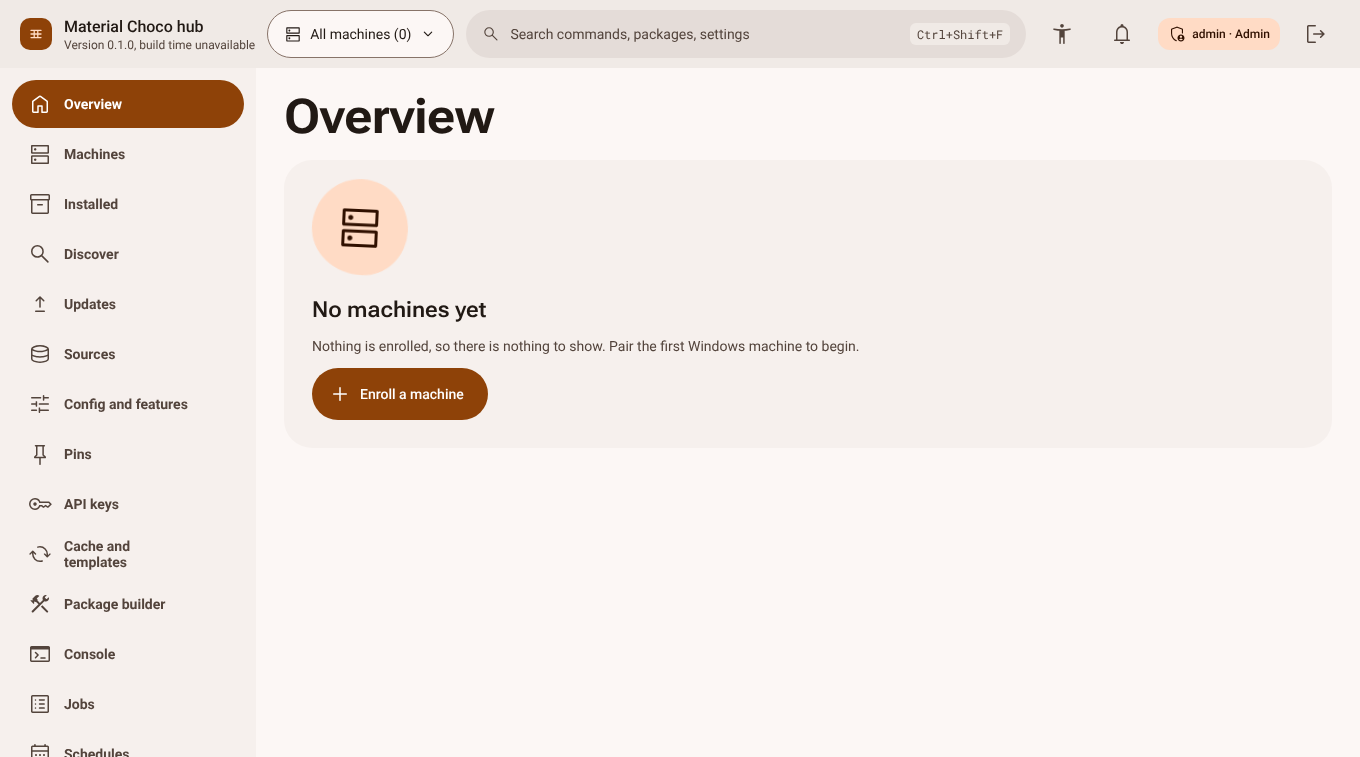 Material Choco hub
Version 0.1.0, build time unavailable
All machines (0)
Search commands, packages, settings
Ctrl+Shift+F
admin · Admin
Overview
Machines
Installed
Discover
Updates
Sources
Config and features
Pins
API keys
Cache and
templates
Package builder
Console
Jobs
Schedules
Overview
No machines yet
Nothing is enrolled, so there is nothing to show. Pair the first Windows machine to begin.
Enroll a machine